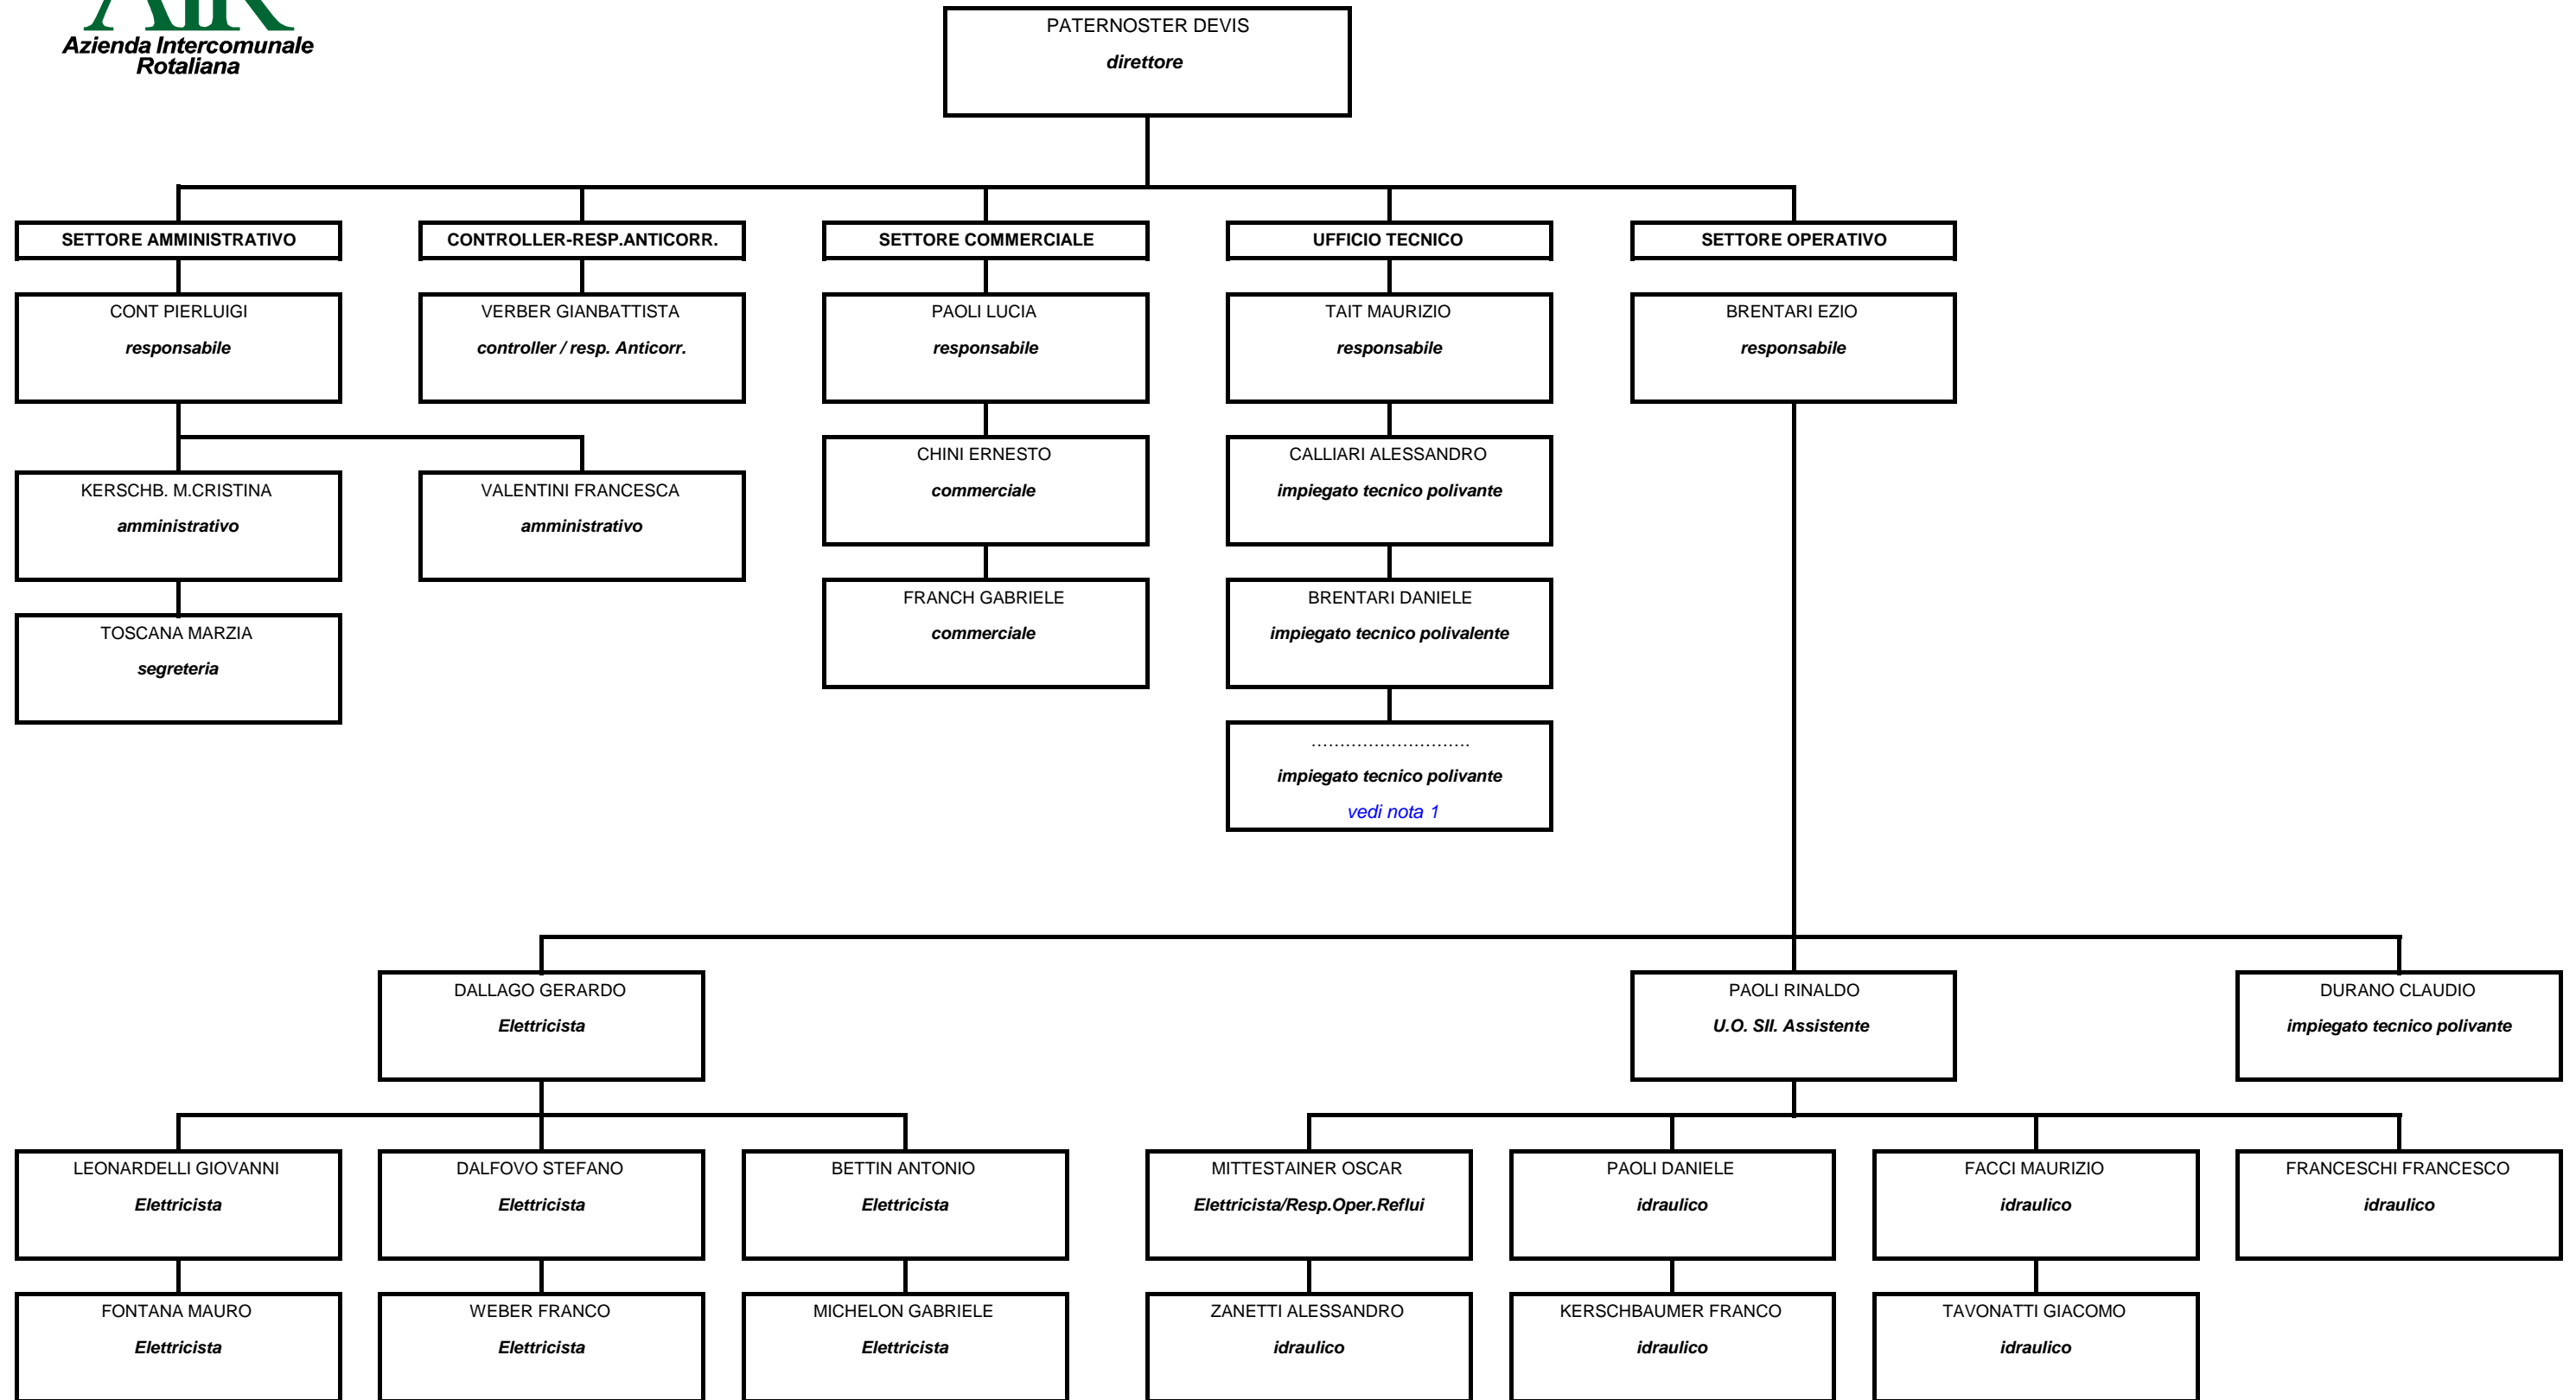 AIR
Azienda Intercomunale
Rotaliana
PATERNOSTER DEVIS
direttore
SETTORE AMMINISTRATIVO
CONTROLLER-RESP.ANTICORR.
SETTORE COMMERCIALE
UFFICIO TECNICO
SETTORE OPERATIVO
CONT PIERLUIGI
responsabile
VERBER GIANBATTISTA
controller / resp. Anticorr.
PAOLI LUCIA
responsabile
TAIT MAURIZIO
responsabile
BRENTARI EZIO
responsabile
CHINI ERNESTO
commerciale
CALLIARI ALESSANDRO
impiegato tecnico polivante
KERSCHB. M.CRISTINA
amministrativo
VALENTINI FRANCESCA
amministrativo
FRANCH GABRIELE
commerciale
BRENTARI DANIELE
impiegato tecnico polivalente
TOSCANA MARZIA
segreteria
............................
impiegato tecnico polivante
vedi nota 1
DALLAGO GERARDO
Elettricista
PAOLI RINALDO
U.O. SII. Assistente
DURANO CLAUDIO
impiegato tecnico polivante
LEONARDELLI GIOVANNI
Elettricista
DALFOVO STEFANO
Elettricista
BETTIN ANTONIO
Elettricista
MITTESTAINER OSCAR
Elettricista/Resp.Oper.Reflui
PAOLI DANIELE
idraulico
FACCI MAURIZIO
idraulico
FRANCESCHI FRANCESCO
idraulico
FONTANA MAURO
Elettricista
WEBER FRANCO
Elettricista
MICHELON GABRIELE
Elettricista
ZANETTI ALESSANDRO
idraulico
KERSCHBAUMER FRANCO
idraulico
TAVONATTI GIACOMO
idraulico